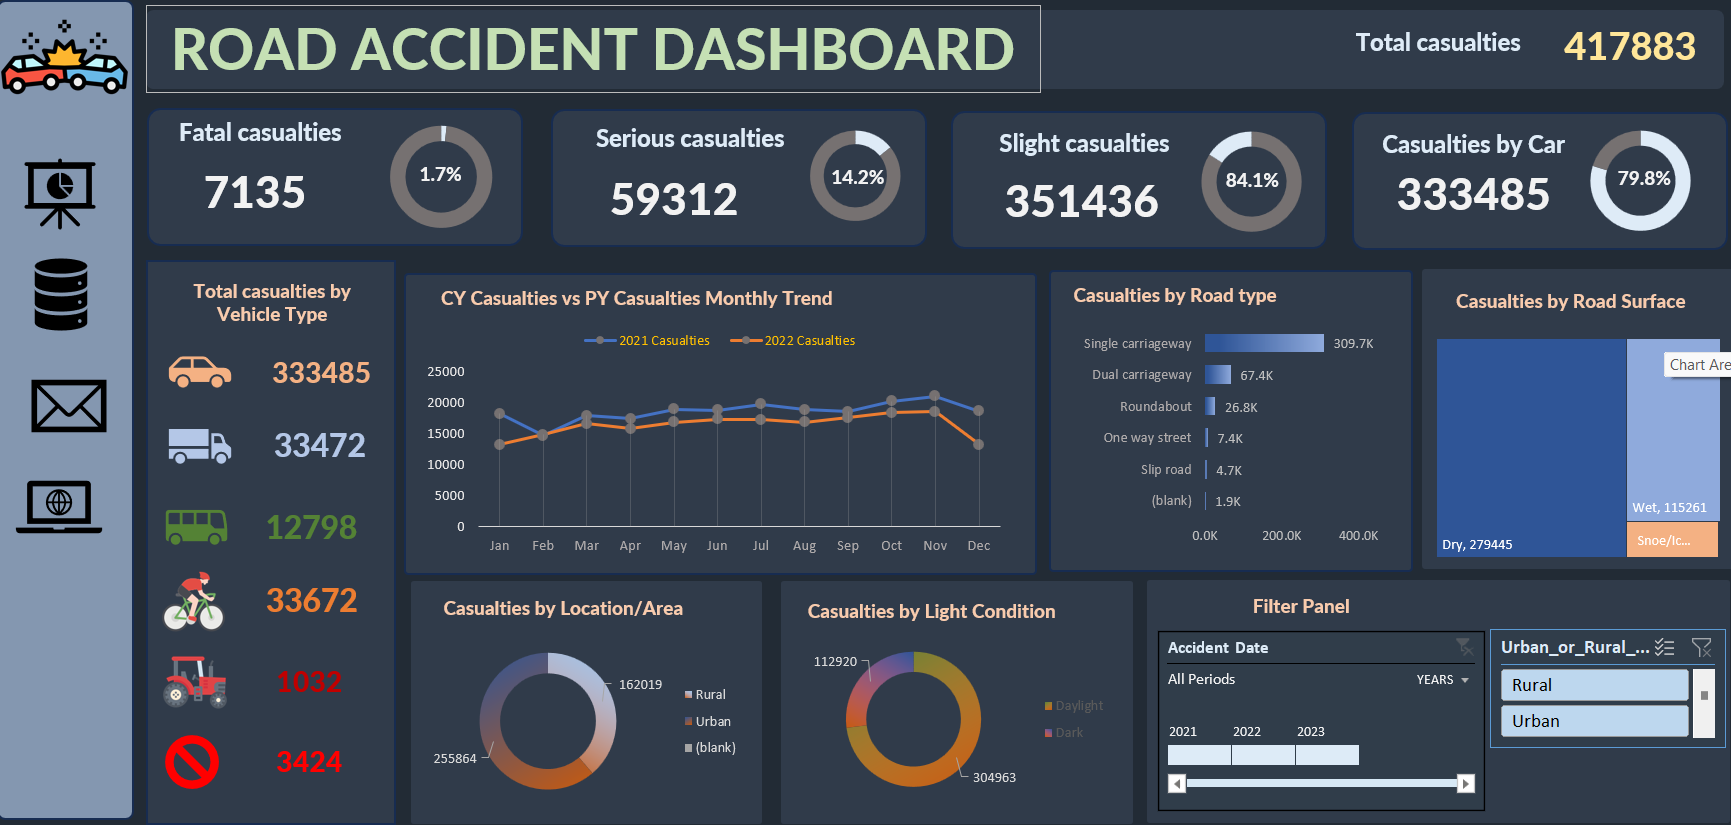 ROAD ACCIDENT DASHBOARD
Total casualties 417883
Fatal casualties
7135
1.7%
Serious casualties
59312
14.2%
Slight casualties
351436
84.1%
Casualties by Car
333485
79.8%
Total casualties by
Vehicle Type
333485
33472
12798
33672
1032
3424
CY Casualties vs PY Casualties Monthly Trend
2021 Casualties 2022 Casualties
25000
20000
15000
10000
5000
0
Jan Feb Mar Apr May Jun Jul Aug Sep Oct Nov Dec
Casualties by Road type
Single carriageway 309.7K
Dual carriageway 67.4K
Roundabout 26.8K
One way street 7.4K
Slip road 4.7K
(blank) 1.9K
0.0K 200.0K 400.0K
Casualties by Road Surface
Chart Are
Wet, 115261
Dry, 279445
Snoe/Ic...
Casualties by Location/Area
162019
255864
Rural
Urban
(blank)
Casualties by Light Condition
112920
304963
Daylight
Dark
Filter Panel
Accident Date
All Periods YEARS
2021 2022 2023
Urban_or_Rural_...
Rural
Urban